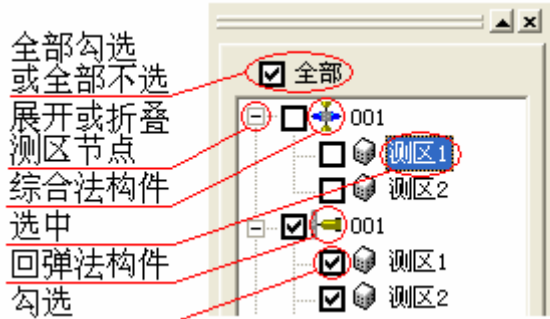 全部勾选
或全部不选
展开或折叠
测区节点
综合法构件
选中
回弹法构件
勾选
全部
001
测区1
测区2
001
测区1
测区2